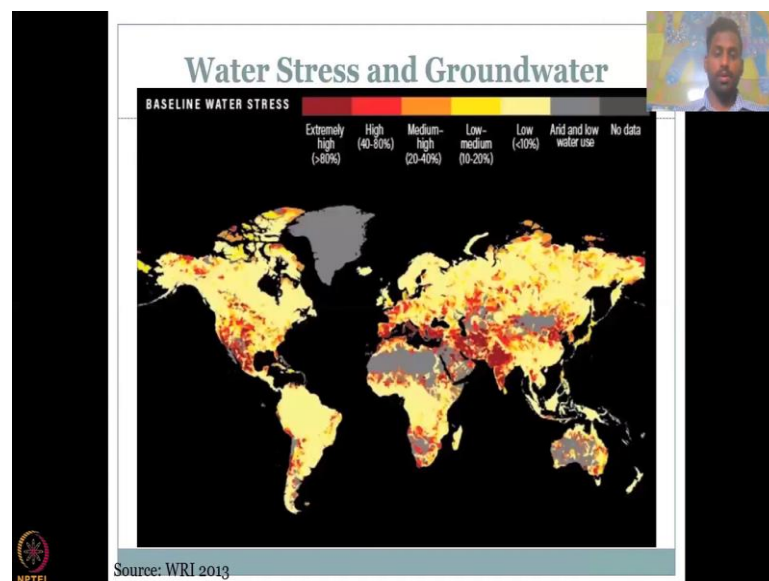 Water Stress and Groundwater
BASELINE WATER STRESS
Extremely high (>80%)
High (40-80%)
Medium-high (20-40%)
Low-medium (10-20%)
Low (<10%)
Arid and low water use
No data
Source: WRI 2013
NPTEL